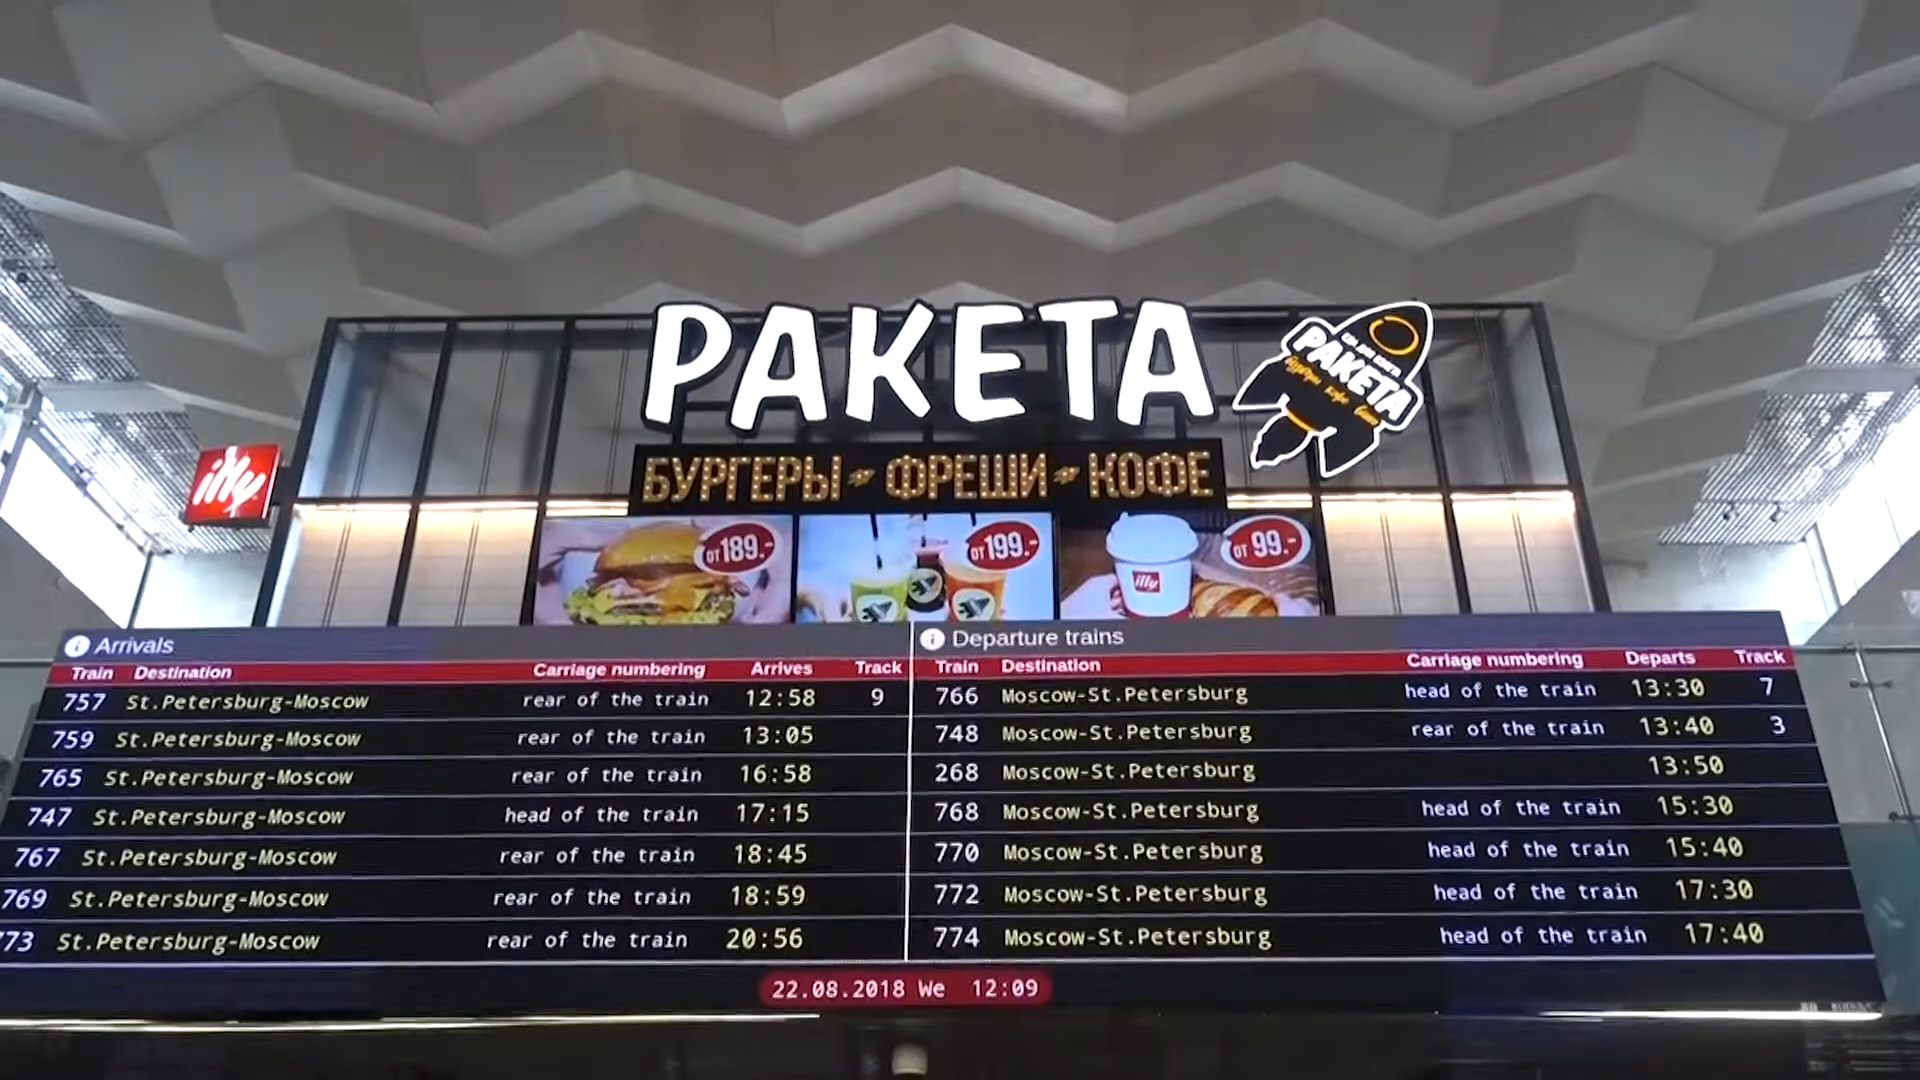 РАКЕТА
РАКЕТА
БУРГЕРЫ ФРЕШИ КОФЕ
illy
от 189.-
от 199.-
от 99.-
illy
i Arrivals
Train Destination Carriage numbering Arrives Track
757 St.Petersburg-Moscow rear of the train 12:58 9
759 St.Petersburg-Moscow rear of the train 13:05
765 St.Petersburg-Moscow rear of the train 16:58
747 St.Petersburg-Moscow head of the train 17:15
767 St.Petersburg-Moscow rear of the train 18:45
769 St.Petersburg-Moscow rear of the train 18:59
73 St.Petersburg-Moscow rear of the train 20:56
i Departure trains
Train Destination Carriage numbering Departs Track
766 Moscow-St.Petersburg head of the train 13:30 7
748 Moscow-St.Petersburg rear of the train 13:40 3
268 Moscow-St.Petersburg 13:50
768 Moscow-St.Petersburg head of the train 15:30
770 Moscow-St.Petersburg head of the train 15:40
772 Moscow-St.Petersburg head of the train 17:30
774 Moscow-St.Petersburg head of the train 17:40
22.08.2018 We 12:09